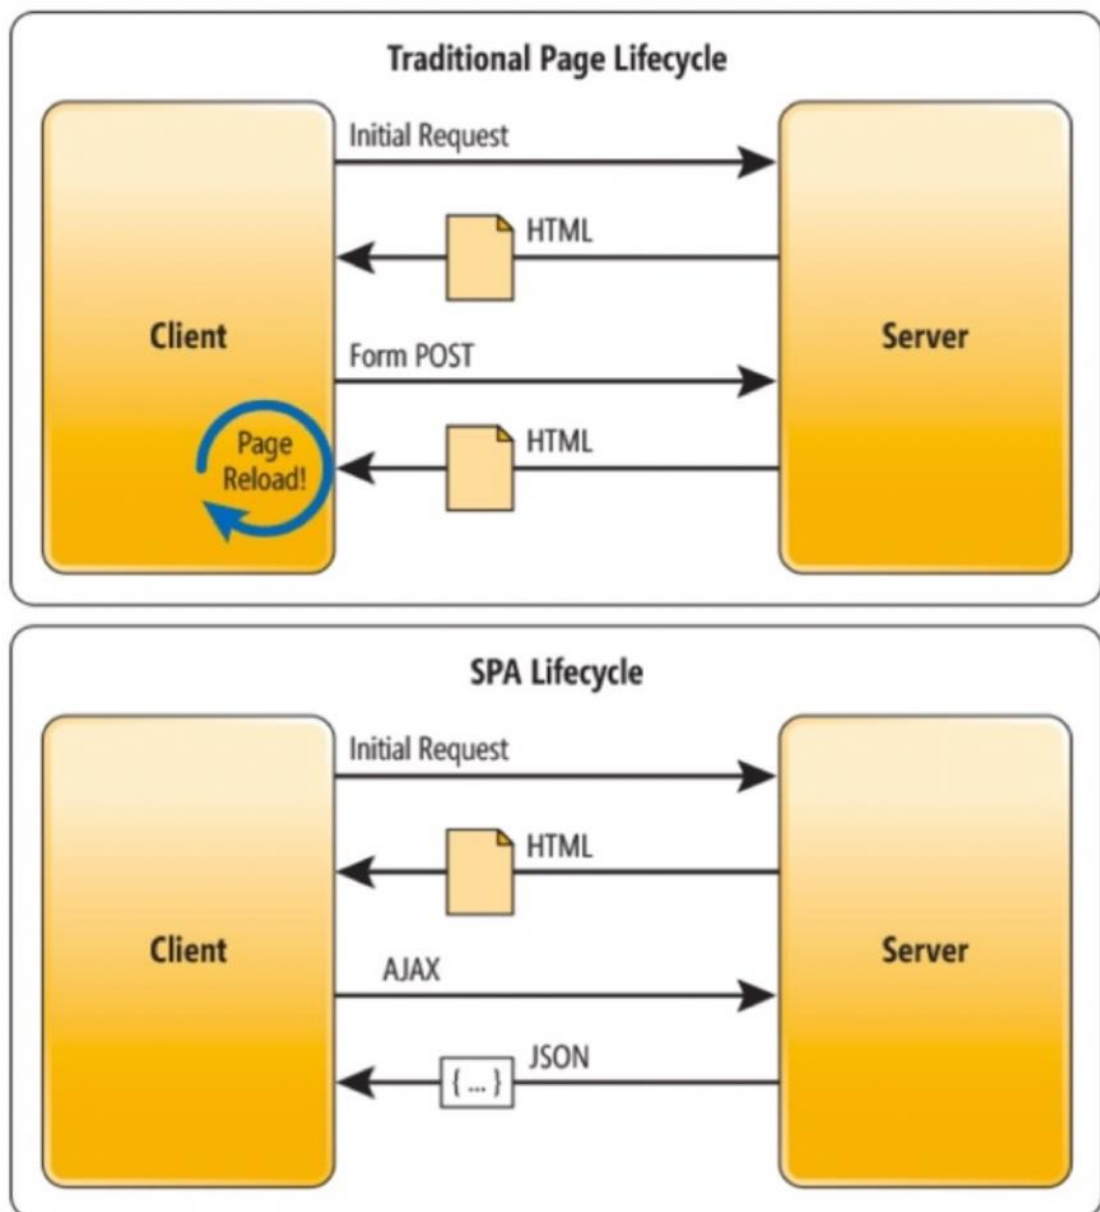 Traditional Page Lifecycle
Initial Request
HTML
Client
Server
Form POST
HTML
Page
Reload!
SPA Lifecycle
Initial Request
HTML
Client
Server
AJAX
JSON
{ ... }